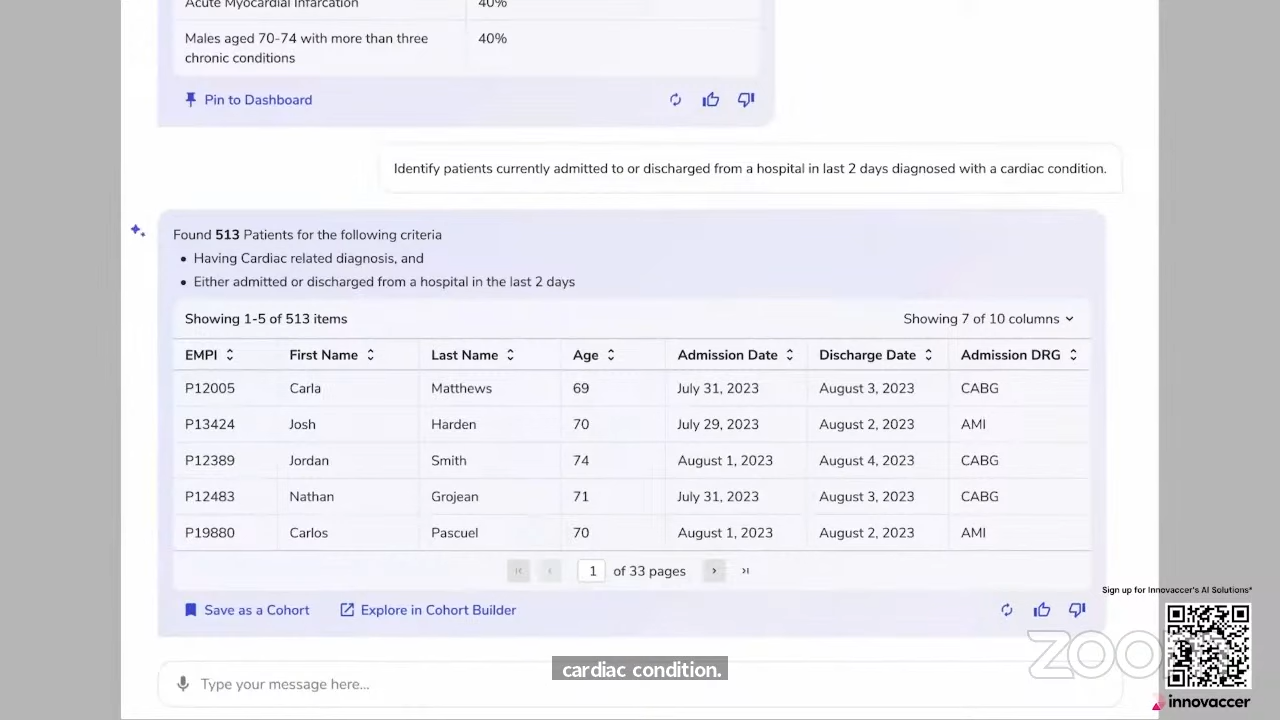 Acute Myocardial Infarcation 40%
Males aged 70-74 with more than three 40%
chronic conditions
Pin to Dashboard
Identify patients currently admitted to or discharged from a hospital in last 2 days diagnosed with a cardiac condition.
Found 513 Patients for the following criteria
• Having Cardiac related diagnosis, and
• Either admitted or discharged from a hospital in the last 2 days
Showing 1-5 of 513 items Showing 7 of 10 columns
EMPI First Name Last Name Age Admission Date Discharge Date Admission DRG
P12005 Carla Matthews 69 July 31, 2023 August 3, 2023 CABG
P13424 Josh Harden 70 July 29, 2023 August 2, 2023 AMI
P12389 Jordan Smith 74 August 1, 2023 August 4, 2023 CABG
P12483 Nathan Grojean 71 July 31, 2023 August 3, 2023 CABG
P19880 Carlos Pascuel 70 August 1, 2023 August 2, 2023 AMI
1 of 33 pages
Save as a Cohort Explore in Cohort Builder
Sign up for Innovaccer's AI Solutions*
cardiac condition.
Type your message here...
innovaccer